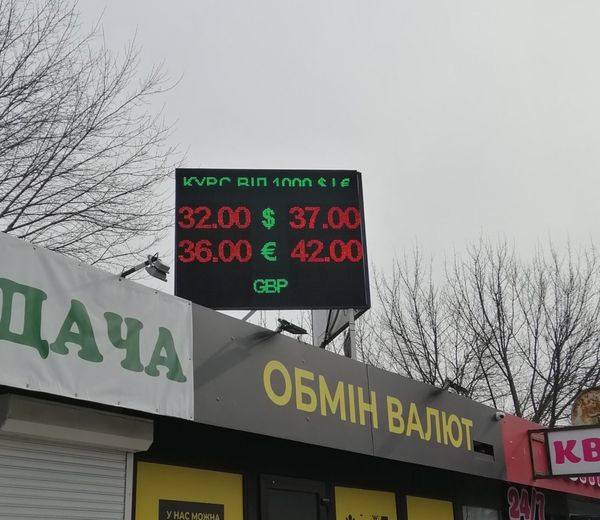 КУРС ВІД 1000 $ І €
32.00 $ 37.00
36.00 € 42.00
GBP
ДАЧА
ОБМІН ВАЛЮТ
КВ
24/7
У НАС МОЖНА